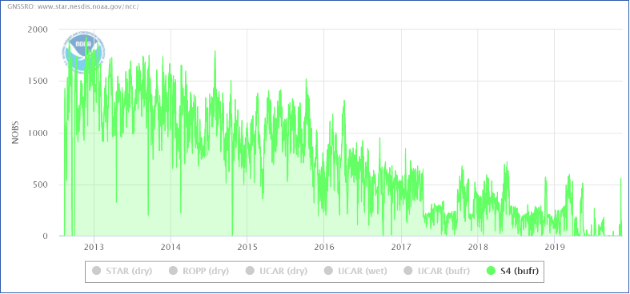 GNSSRO: www.star.nesdis.noaa.gov/ncc/
2000
1500
1000
500
0
NOBS
2013 2014 2015 2016 2017 2018 2019
STAR (dry) ROPP (dry) UCAR (dry) UCAR (wet) UCAR (bufr) S4 (bufr)